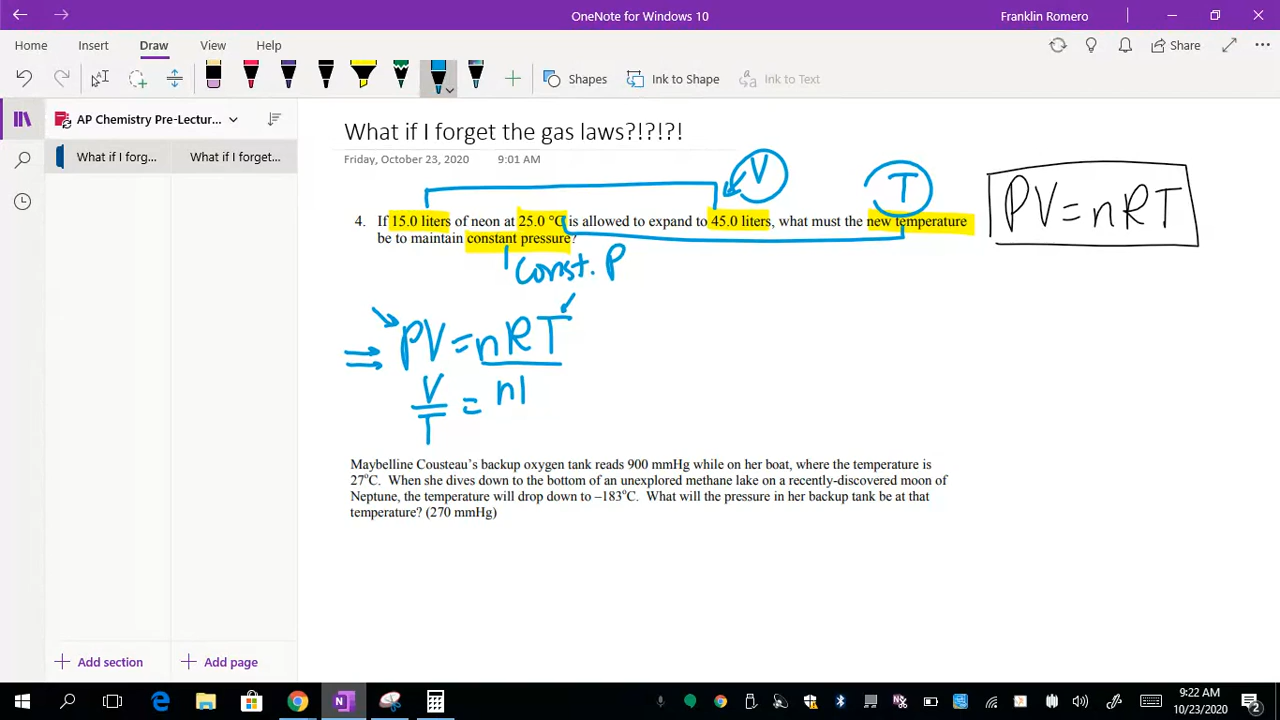 OneNote for Windows 10
Franklin Romero
Home Insert Draw View Help
Share
Shapes Ink to Shape Ink to Text
AP Chemistry Pre-Lectur...
What if I forg...
What if I forget...
What if I forget the gas laws?!?!?!
Friday, October 23, 2020 9:01 AM
V
T
PV=nRT
4. If 15.0 liters of neon at 25.0 °C is allowed to expand to 45.0 liters, what must the new temperature
be to maintain constant pressure?
Const. P
PV=nRT
V/T = n
Maybelline Cousteau's backup oxygen tank reads 900 mmHg while on her boat, where the temperature is
27°C. When she dives down to the bottom of an unexplored methane lake on a recently-discovered moon of
Neptune, the temperature will drop down to –183°C. What will the pressure in her backup tank be at that
temperature? (270 mmHg)
Add section
Add page
9:22 AM
10/23/2020
2